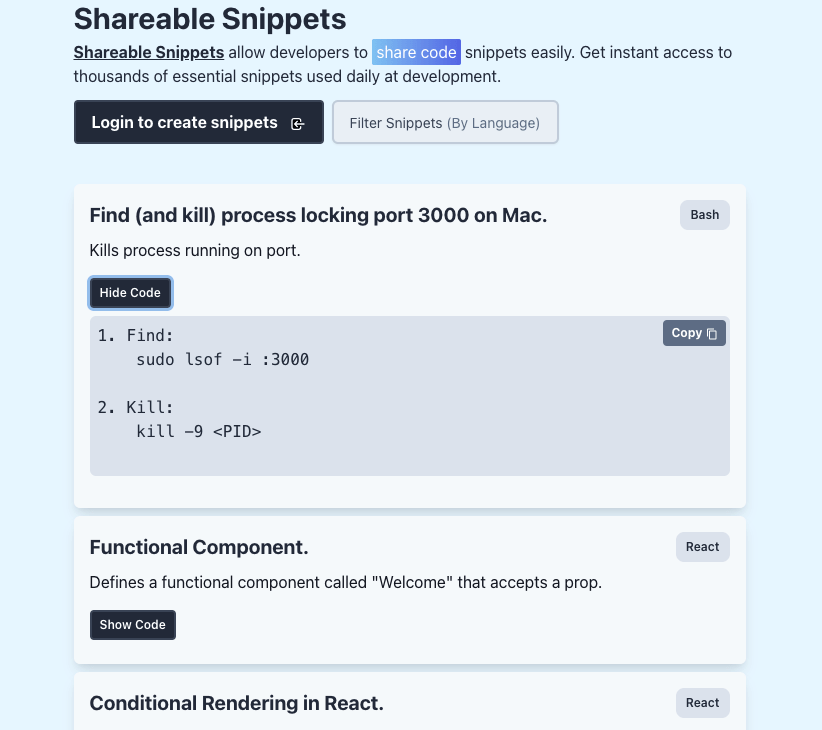 Shareable Snippets
Shareable Snippets allow developers to share code snippets easily. Get instant access to
thousands of essential snippets used daily at development.
Login to create snippets
Filter Snippets (By Language)
Find (and kill) process locking port 3000 on Mac.
Bash
Kills process running on port.
Hide Code
Copy
1. Find:
sudo lsof -i :3000
2. Kill:
kill -9 <PID>
Functional Component.
React
Defines a functional component called "Welcome" that accepts a prop.
Show Code
Conditional Rendering in React.
React